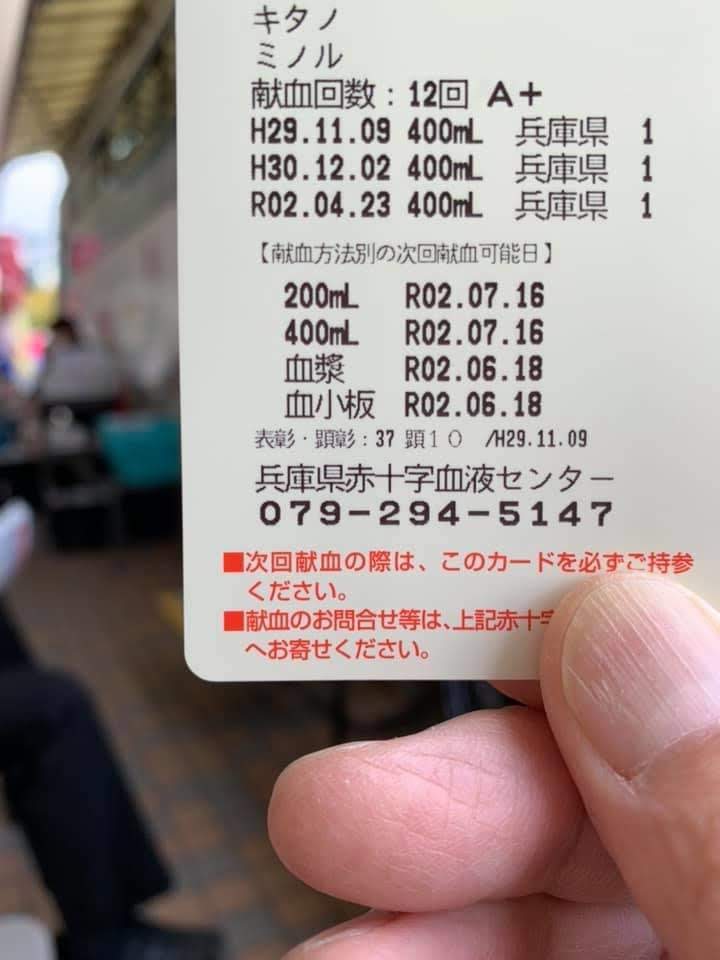 キタノ
ミノル
献血回数：12回 A+
H29.11.09 400mL 兵庫県 1
H30.12.02 400mL 兵庫県 1
R02.04.23 400mL 兵庫県 1
【献血方法別の次回献血可能日】
200mL R02.07.16
400mL R02.07.16
血漿 R02.06.18
血小板 R02.06.18
表彰・顕彰：37 顕１０ /H29.11.09
兵庫県赤十字血液センター
079-294-5147
■次回献血の際は、このカードを必ずご持参
ください。
■献血のお問合せ等は、上記赤十字
へお寄せください。